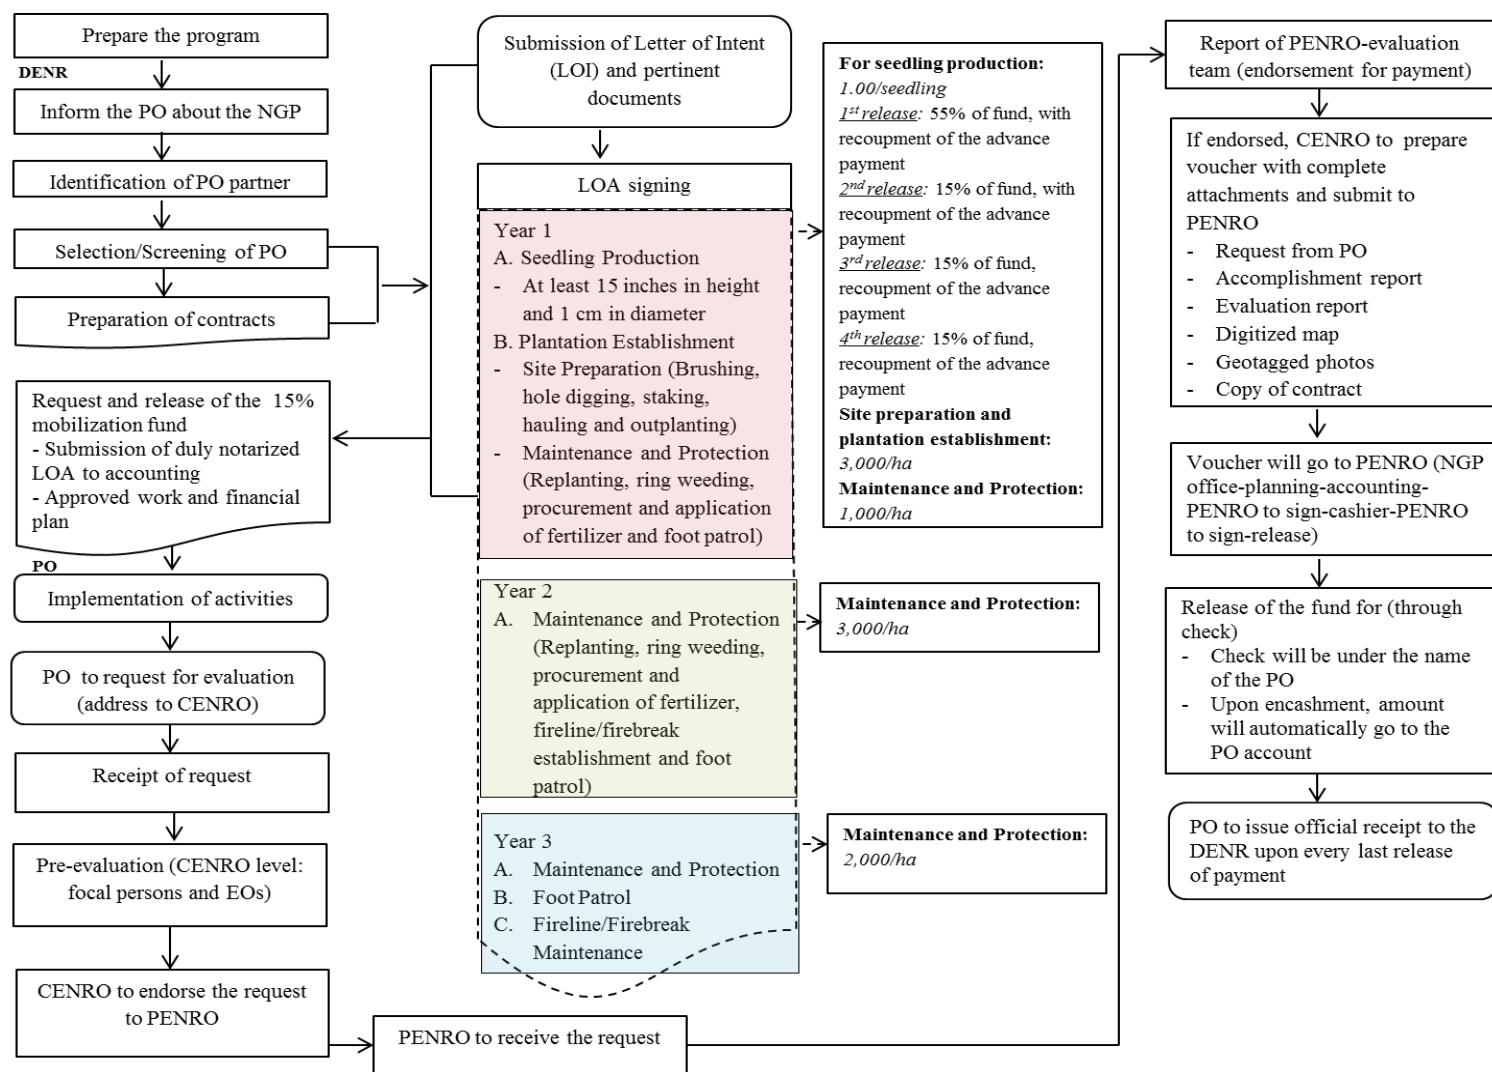 Prepare the program
DENR
Inform the PO about the NGP
Identification of PO partner
Selection/Screening of PO
Preparation of contracts
Request and release of the 15%
mobilization fund
- Submission of duly notarized
LOA to accounting
- Approved work and financial
plan
PO
Implementation of activities
PO to request for evaluation
(address to CENRO)
Receipt of request
Pre-evaluation (CENRO level:
focal persons and EOs)
CENRO to endorse the request
to PENRO
PENRO to receive the request
Submission of Letter of Intent
(LOI) and pertinent
documents
LOA signing
Year 1
A. Seedling Production
- At least 15 inches in height
and 1 cm in diameter
B. Plantation Establishment
- Site Preparation (Brushing,
hole digging, staking,
hauling and outplanting)
- Maintenance and Protection
(Replanting, ring weeding,
procurement and application
of fertilizer and foot patrol)
Year 2
A. Maintenance and Protection
(Replanting, ring weeding,
procurement and
application of fertilizer,
fireline/firebreak
establishment and foot
patrol)
Year 3
A. Maintenance and Protection
B. Foot Patrol
C. Fireline/Firebreak
Maintenance
For seedling production:
1.00/seedling
1st release: 55% of fund, with
recoupment of the advance
payment
2nd release: 15% of fund, with
recoupment of the advance
payment
3rd release: 15% of fund,
recoupment of the advance
payment
4th release: 15% of fund,
recoupment of the advance
payment
Site preparation and
plantation establishment:
3,000/ha
Maintenance and Protection:
1,000/ha
Maintenance and Protection:
3,000/ha
Maintenance and Protection:
2,000/ha
Report of PENRO-evaluation
team (endorsement for payment)
If endorsed, CENRO to prepare
voucher with complete
attachments and submit to
PENRO
- Request from PO
- Accomplishment report
- Evaluation report
- Digitized map
- Geotagged photos
- Copy of contract
Voucher will go to PENRO (NGP
office-planning-accounting-
PENRO to sign-cashier-PENRO
to sign-release)
Release of the fund for (through
check)
- Check will be under the name
of the PO
- Upon encashment, amount
will automatically go to the
PO account
PO to issue official receipt to the
DENR upon every last release
of payment